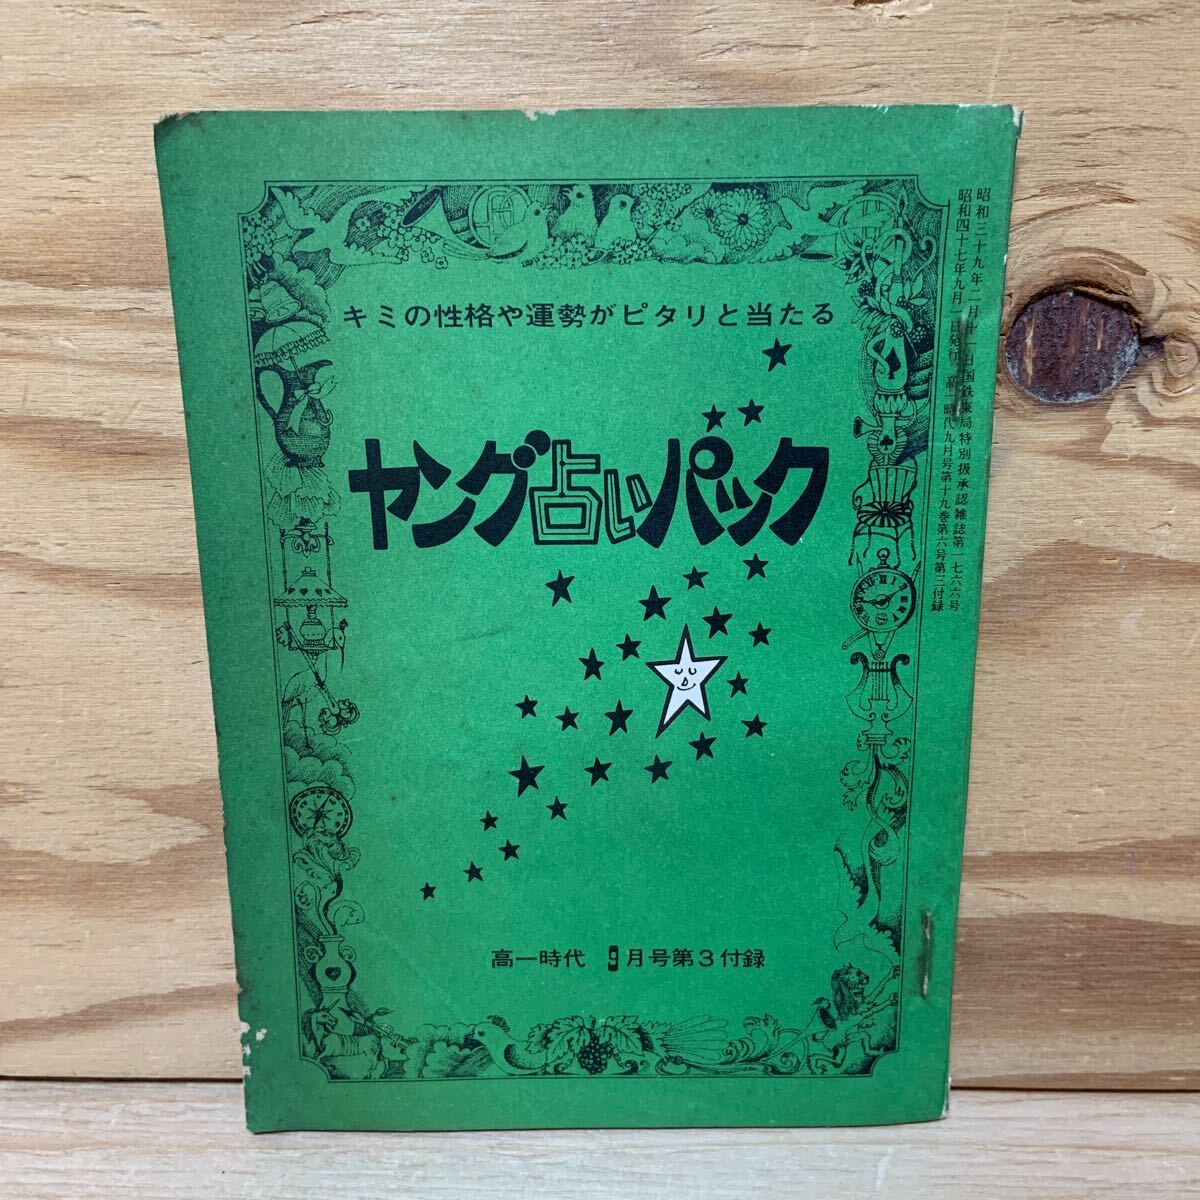 キミの性格や運勢がピタリと当たる
ヤング占いパック
高一時代 9月号第3付録
昭和三十九年二月十一日国鉄東局特別扱承認雑誌第一七六六号
昭和四十七年九月一日発行 高一時代九月号第十九巻第六号第三付録